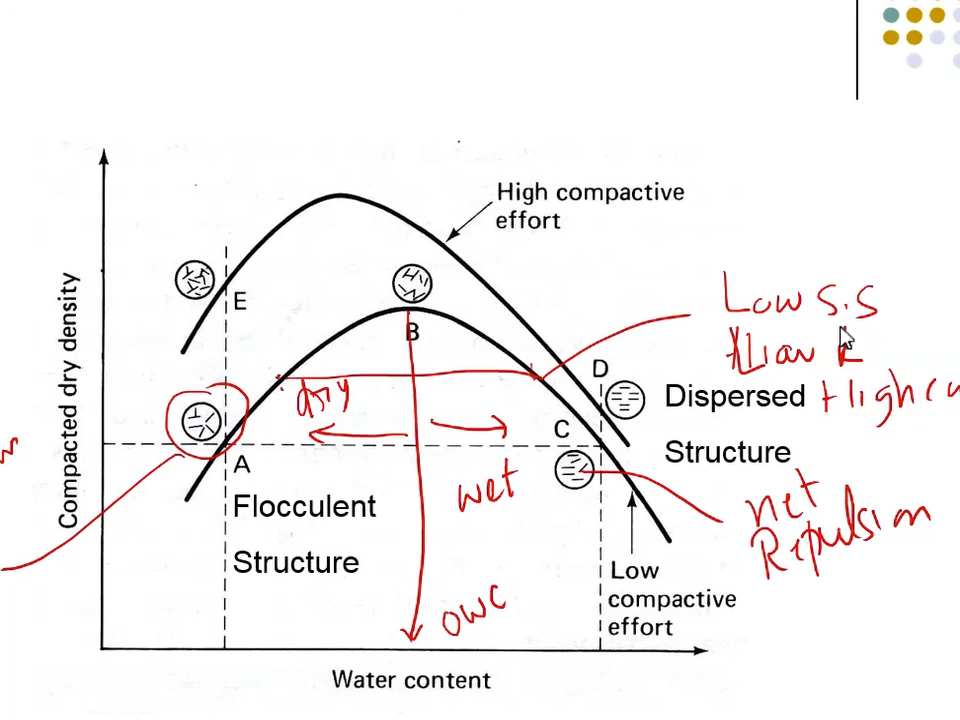 High compactive
effort
Compacted dry density
E
B
Low S.S
D
dry
Dispersed
High
C
Structure
A
wet
net
Flocculent
Repulsion
Structure
Low
compactive
effort
owc
Water content